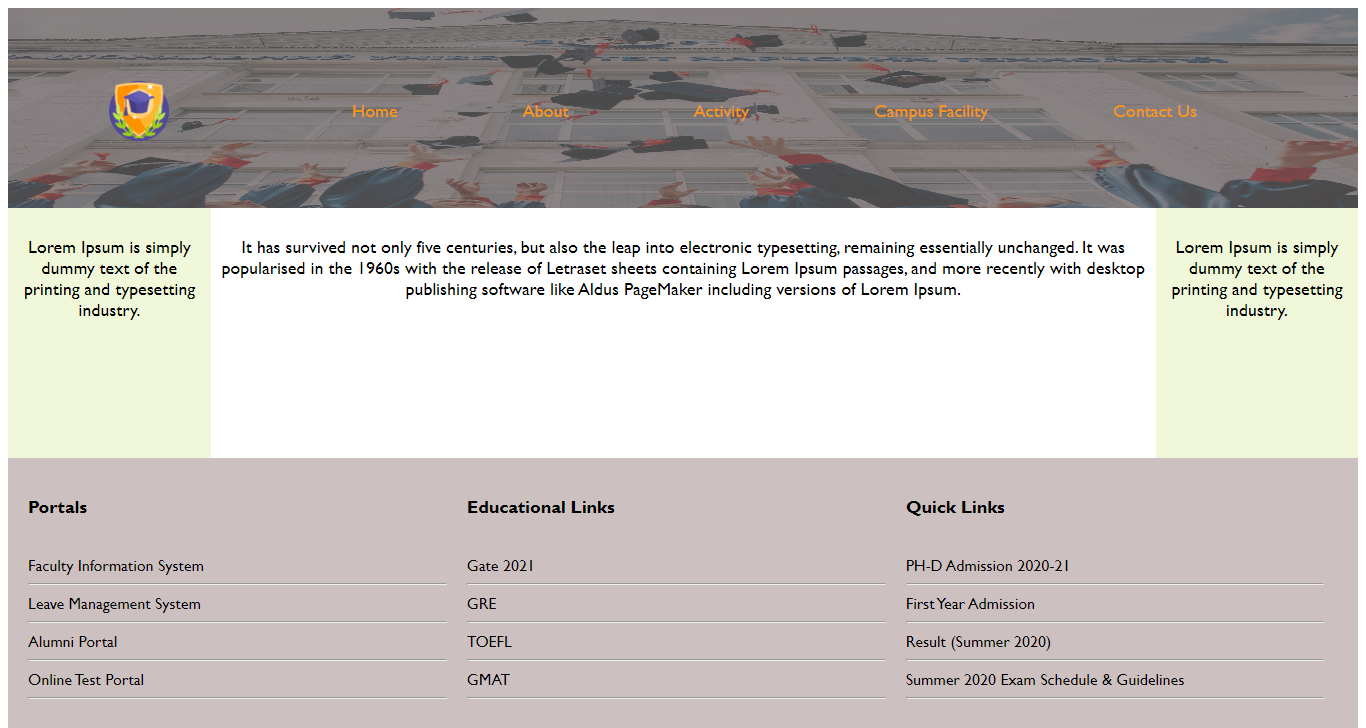 Home
About
Activity
Campus Facility
Contact Us
Lorem Ipsum is simply
dummy text of the
printing and typesetting
industry.
It has survived not only five centuries, but also the leap into electronic typesetting, remaining essentially unchanged. It was
popularised in the 1960s with the release of Letraset sheets containing Lorem Ipsum passages, and more recently with desktop
publishing software like Aldus PageMaker including versions of Lorem Ipsum.
Lorem Ipsum is simply
dummy text of the
printing and typesetting
industry.
Portals
Faculty Information System
Leave Management System
Alumni Portal
Online Test Portal
Educational Links
Gate 2021
GRE
TOEFL
GMAT
Quick Links
PH-D Admission 2020-21
First Year Admission
Result (Summer 2020)
Summer 2020 Exam Schedule & Guidelines